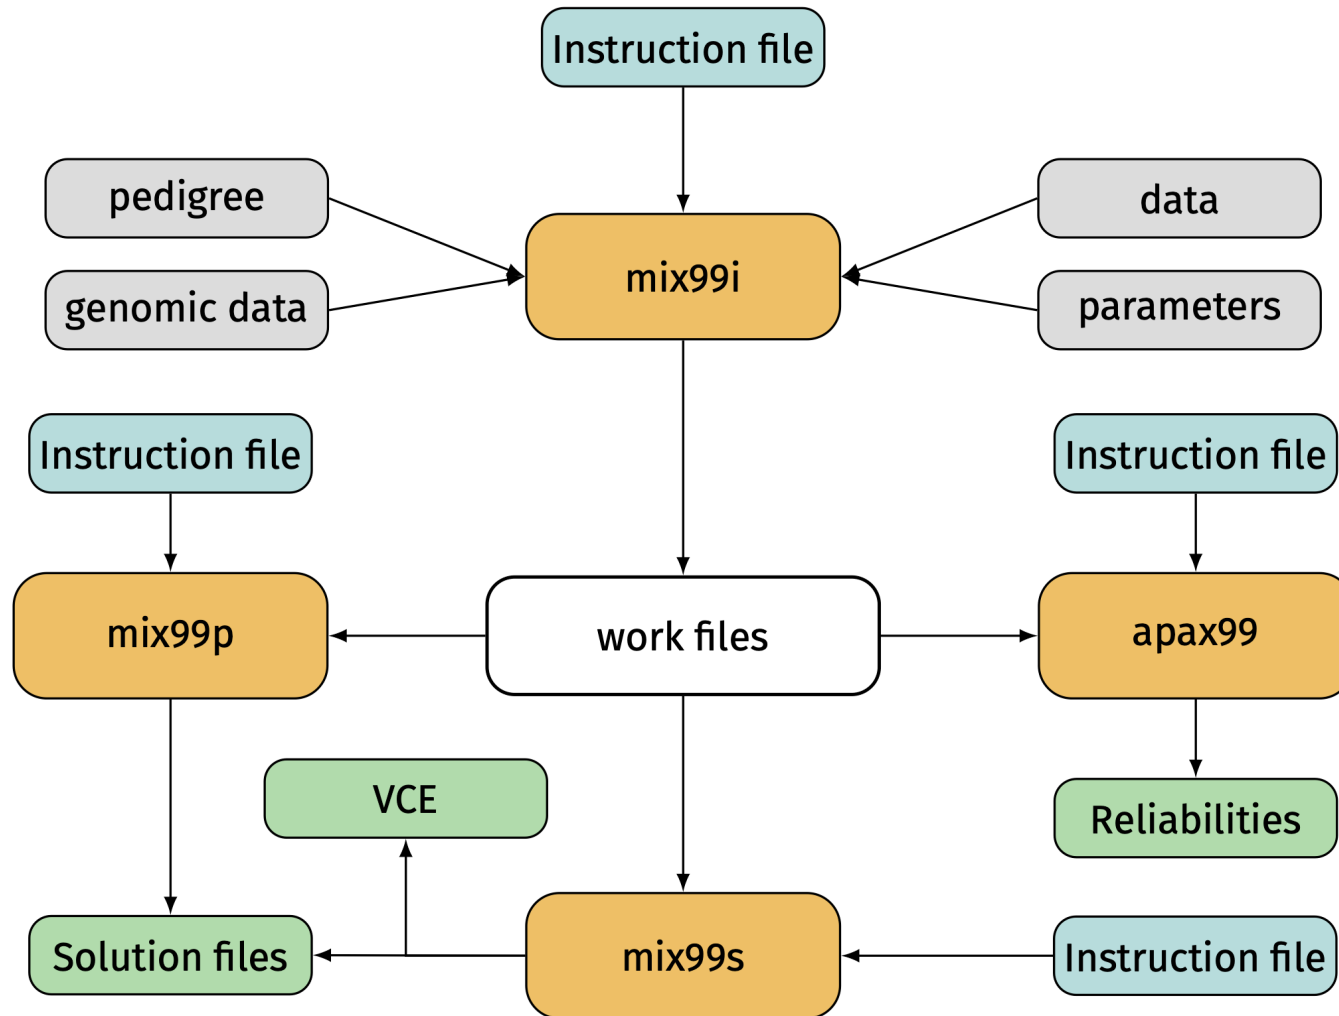 Instruction file
pedigree
data
mix99i
genomic data
parameters
Instruction file
Instruction file
mix99p
work files
apax99
VCE
Reliabilities
Solution files
mix99s
Instruction file